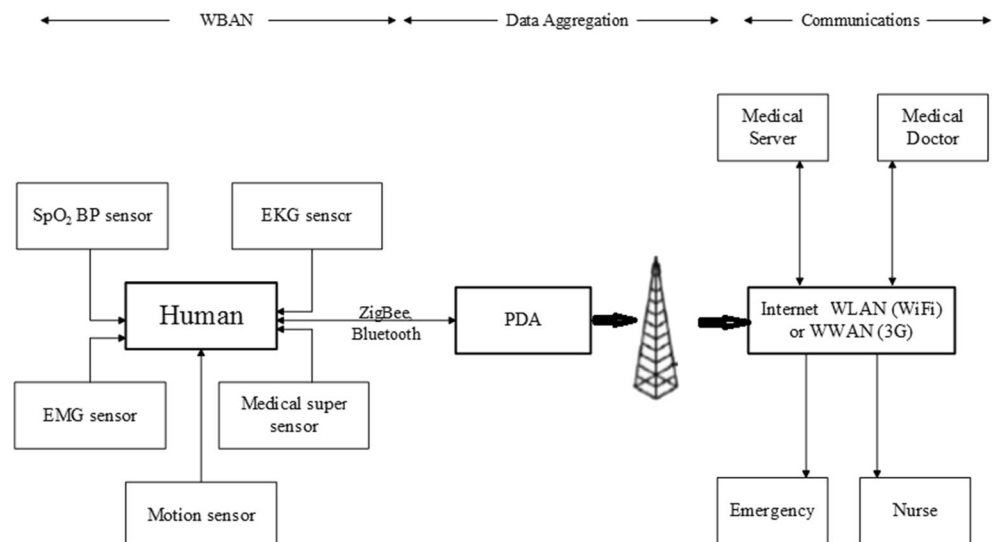 WBAN
Data Aggregation
Communications
Medical
Server
Medical
Doctor
SpO₂ BP sensor
EKG senscr
Human
ZigBee,
Bluetooth
PDA
Internet WLAN (WiFi)
or WWAN (3G)
EMG sensor
Medical super
sensor
Motion sensor
Emergency
Nurse